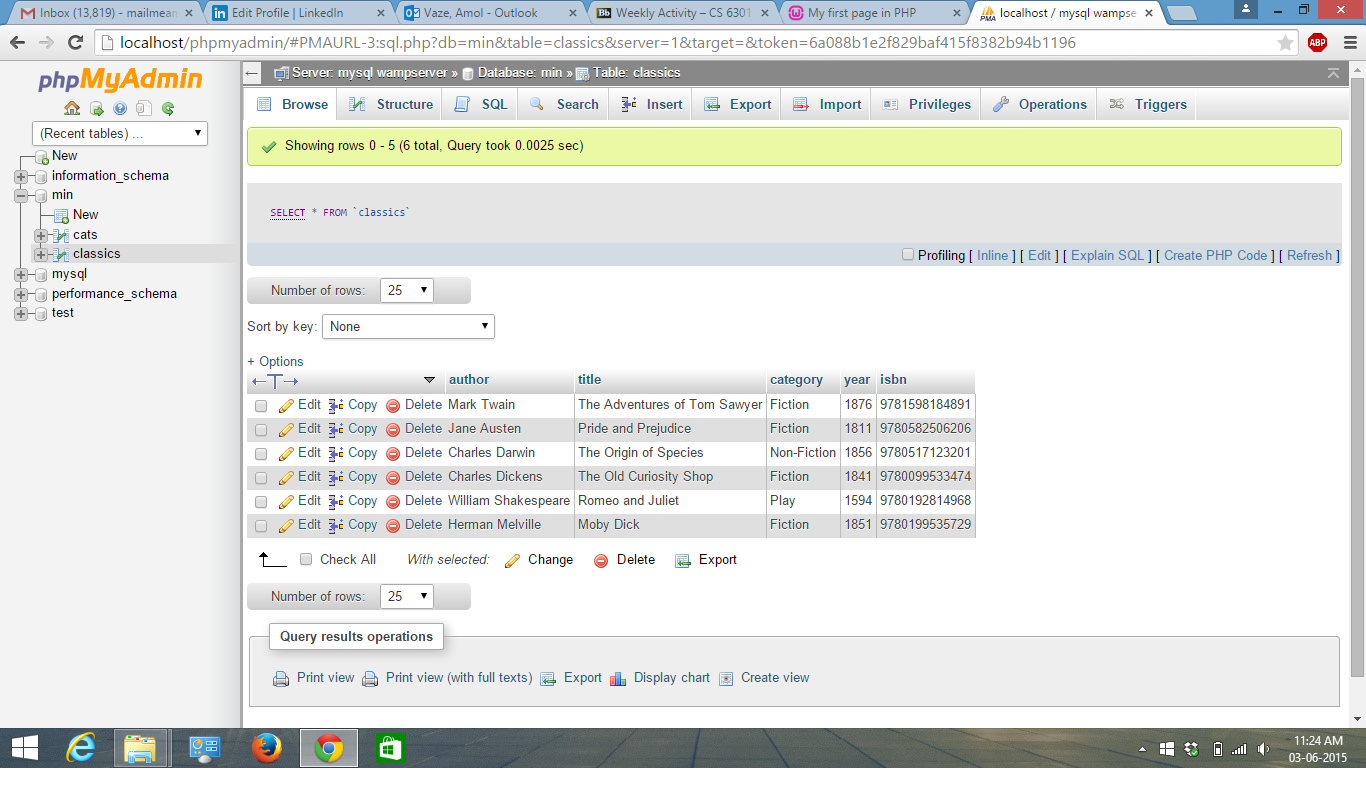 Inbox (13,819) - mailmean
Edit Profile | LinkedIn
Vaze, Amol - Outlook
Bb Weekly Activity – CS 6301
My first page in PHP
PMA localhost / mysql wampse
localhost/phpmyadmin/#PMAURL-3:sql.php?db=min&table=classics&server=1&target=&token=6a088b1e2f829baf415f8382b94b1196
ABP
phpMyAdmin
(Recent tables) ...
New
information_schema
min
New
cats
classics
mysql
performance_schema
test
Server: mysql wampserver » Database: min » Table: classics
Browse Structure SQL Search Insert Export Import Privileges Operations Triggers
Showing rows 0 - 5 (6 total, Query took 0.0025 sec)
SELECT * FROM `classics`
Profiling [ Inline ] [ Edit ] [ Explain SQL ] [ Create PHP Code ] [ Refresh ]
Number of rows: 25
Sort by key: None
+ Options
←T→ author title category year isbn
Edit Copy Delete Mark Twain The Adventures of Tom Sawyer Fiction 1876 9781598184891
Edit Copy Delete Jane Austen Pride and Prejudice Fiction 1811 9780582506206
Edit Copy Delete Charles Darwin The Origin of Species Non-Fiction 1856 9780517123201
Edit Copy Delete Charles Dickens The Old Curiosity Shop Fiction 1841 9780099533474
Edit Copy Delete William Shakespeare Romeo and Juliet Play 1594 9780192814968
Edit Copy Delete Herman Melville Moby Dick Fiction 1851 9780199535729
Check All With selected: Change Delete Export
Number of rows: 25
Query results operations
Print view Print view (with full texts) Export Display chart Create view
11:24 AM
03-06-2015